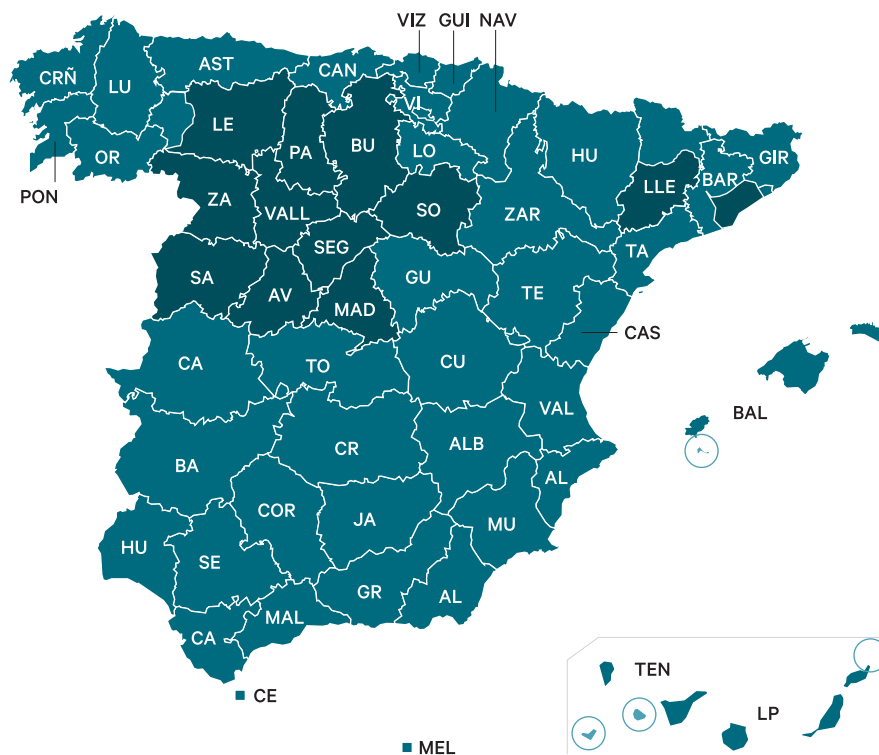 VIZ GUI NAV
CRÑ
LU
AST
CAN
VI
LE
PA
BU
LO
HU
GIR
BAR
LLE
OR
PON
ZA
VALL
SO
ZAR
SEG
TA
SA
AV
MAD
GU
TE
CAS
CA
TO
CU
VAL
BAL
BA
CR
ALB
AL
COR
JA
MU
HU
SE
GR
AL
MAL
CA
CE
MEL
TEN
LP